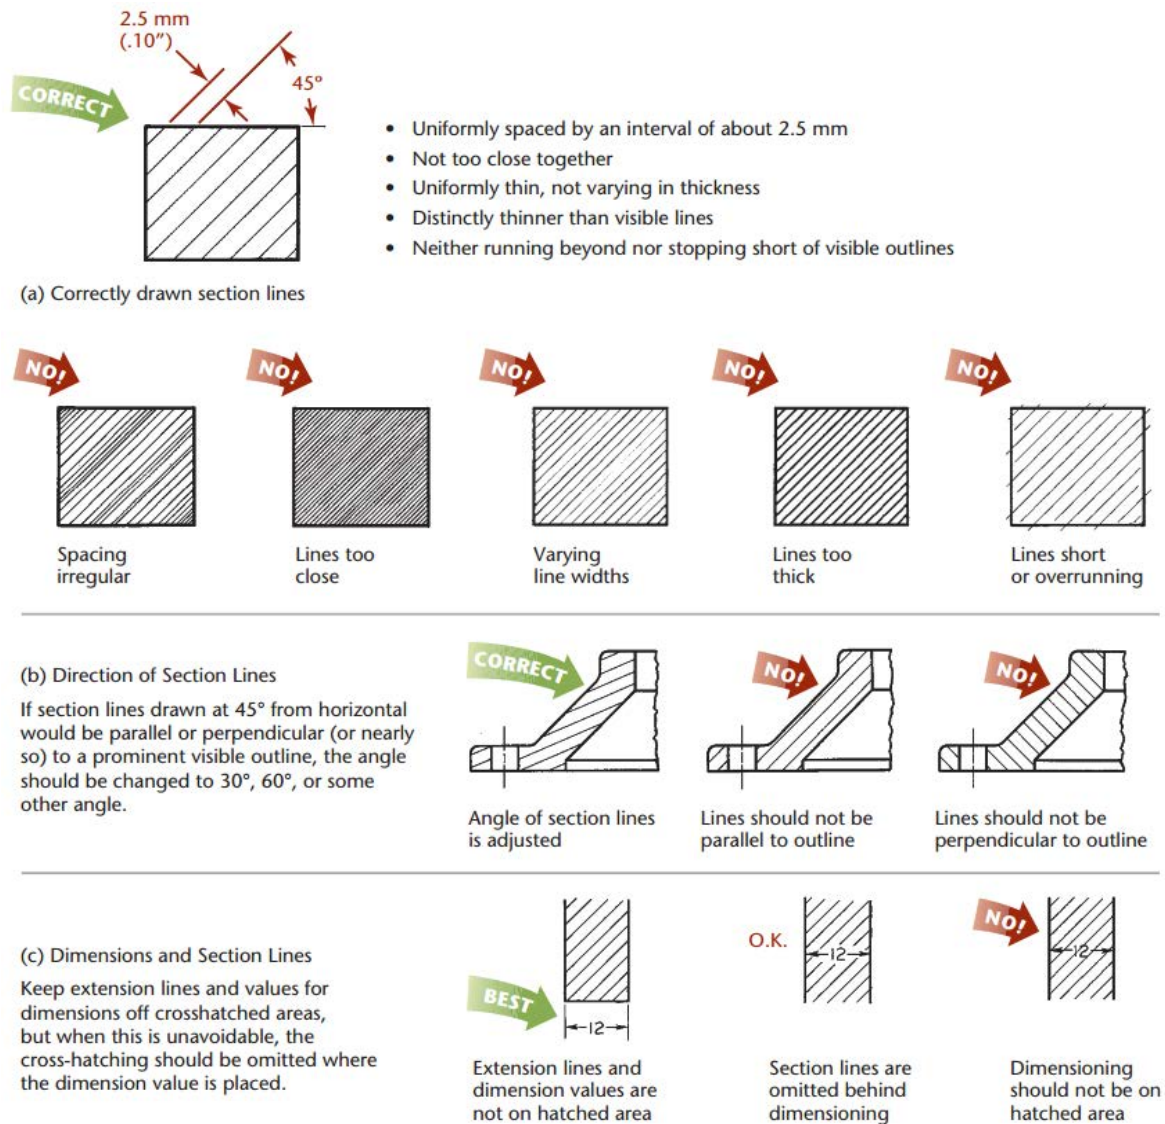 2.5 mm
(.10″)
45°
CORRECT
• Uniformly spaced by an interval of about 2.5 mm
• Not too close together
• Uniformly thin, not varying in thickness
• Distinctly thinner than visible lines
• Neither running beyond nor stopping short of visible outlines
(a) Correctly drawn section lines
NO!
NO!
NO!
NO!
NO!
Spacing
irregular
Lines too
close
Varying
line widths
Lines too
thick
Lines short
or overrunning
(b) Direction of Section Lines
If section lines drawn at 45° from horizontal
would be parallel or perpendicular (or nearly
so) to a prominent visible outline, the angle
should be changed to 30°, 60°, or some
other angle.
CORRECT
NO!
NO!
Angle of section lines
is adjusted
Lines should not be
parallel to outline
Lines should not be
perpendicular to outline
(c) Dimensions and Section Lines
Keep extension lines and values for
dimensions off crosshatched areas,
but when this is unavoidable, the
cross-hatching should be omitted where
the dimension value is placed.
BEST
12
O.K.
12
NO!
12
Extension lines and
dimension values are
not on hatched area
Section lines are
omitted behind
dimensioning
Dimensioning
should not be on
hatched area